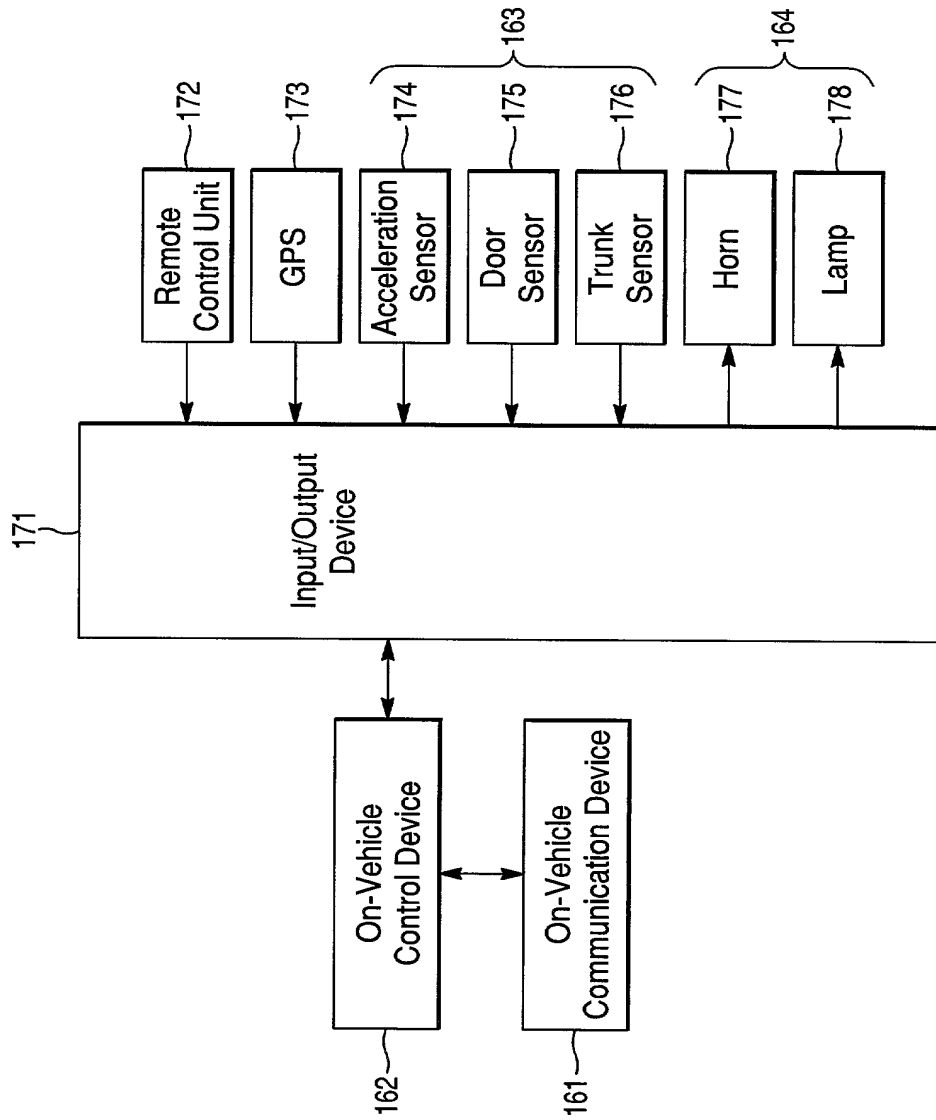 171
Input/Output
Device
172
Remote
Control Unit
173
GPS
174
Acceleration
Sensor
163
175
Door
Sensor
176
Trunk
Sensor
177
Horn
164
178
Lamp
On-Vehicle
Control Device
162
On-Vehicle
Communication Device
161